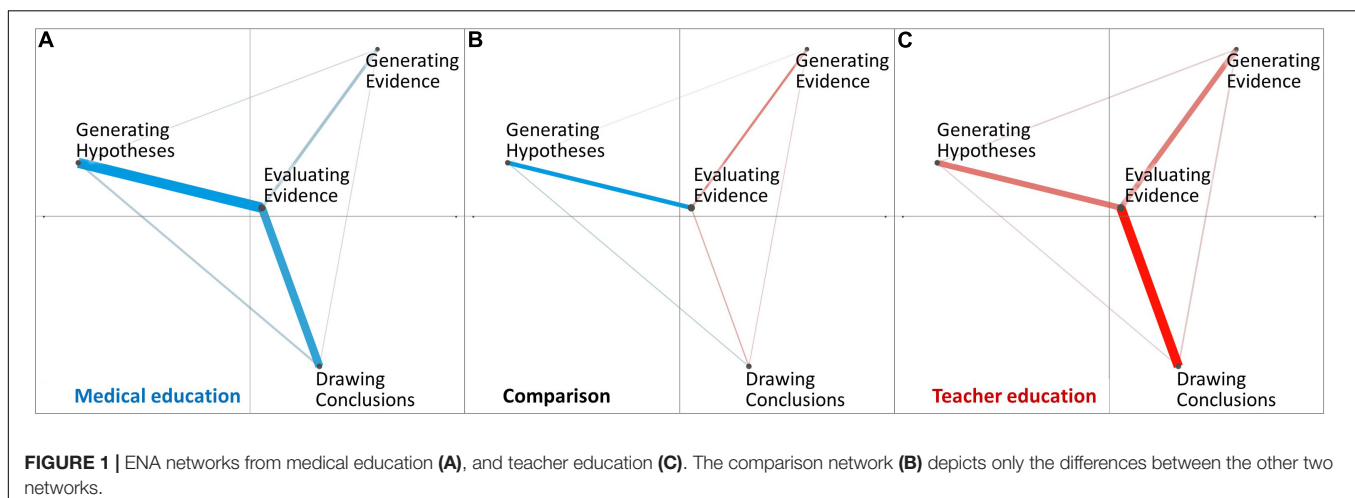 A
Generating
Evidence
Generating
Hypotheses
Evaluating
Evidence
Drawing
Conclusions
Medical education
B
Generating
Evidence
Generating
Hypotheses
Evaluating
Evidence
Drawing
Conclusions
Comparison
C
Generating
Evidence
Generating
Hypotheses
Evaluating
Evidence
Drawing
Conclusions
Teacher education
FIGURE 1 | ENA networks from medical education (A), and teacher education (C). The comparison network (B) depicts only the differences between the other two
networks.